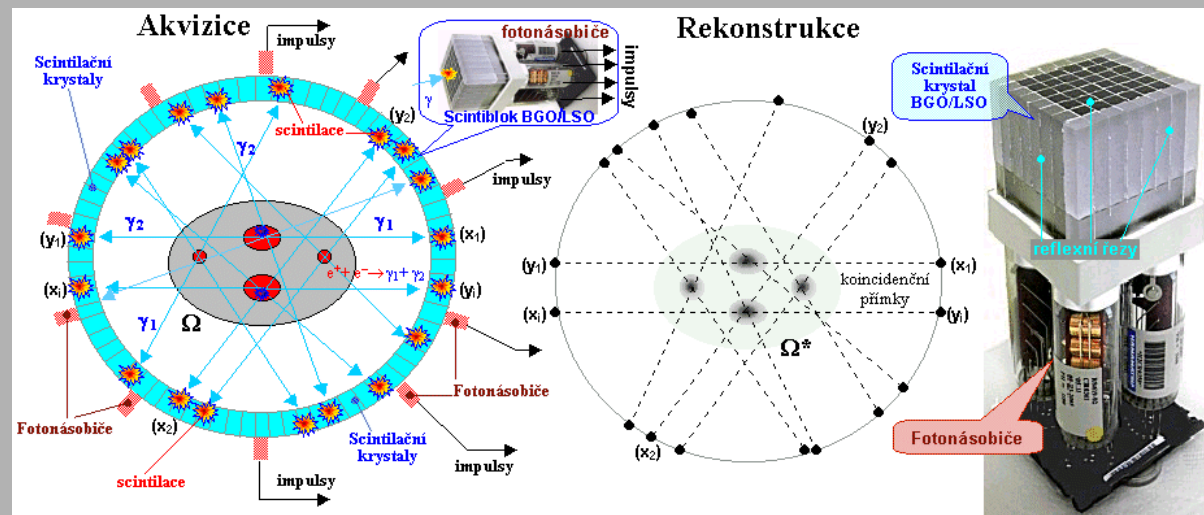 Akvizice
impulsy
Scintilační
krystaly
scintilace
γ₂
(y₂)
fotonásobiče
impulsy
γ
Scintiblok BGO/LSO
impulsy
(y₁)
γ₂
γ₁
(x₁)
e⁺+ e⁻→ γ₁+ γ₂
(xᵢ)
(yᵢ)
Ω
γ₁
Fotonásobiče
(x₂)
scintilace
Fotonásobiče
Scintilační
krystaly
impulsy
impulsy
Rekonstrukce
(y₂)
(y₁)
(x₁)
koincidenční
přímky
(xᵢ)
(yᵢ)
Ω*
(x₂)
Scintilační
krystal
BGO/LSO
reflexní řezy
Fotonásobiče